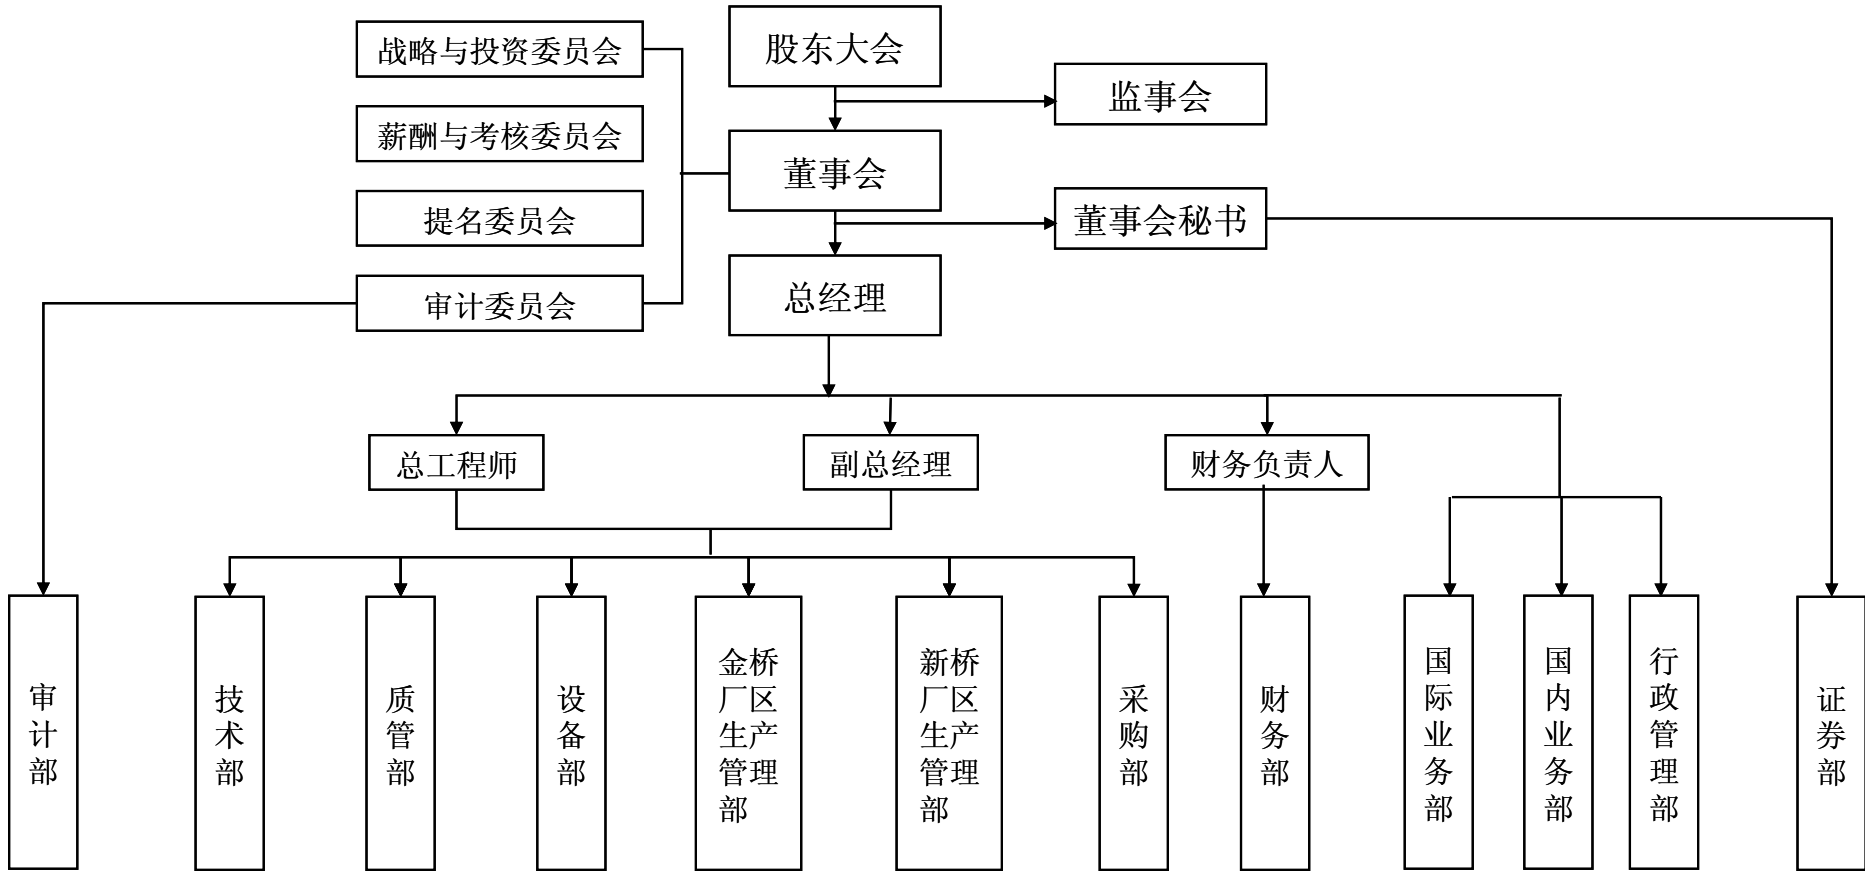 股东大会
战略与投资委员会
监事会
薪酬与考核委员会
董事会
提名委员会
董事会秘书
审计委员会
总经理
总工程师
副总经理
财务负责人
审计部
技术部
质管部
设备部
金桥
厂区
生产
管理
部
新桥
厂区
生产
管理
部
采购部
财务部
国际业务部
国内业务部
行政管理部
证券部